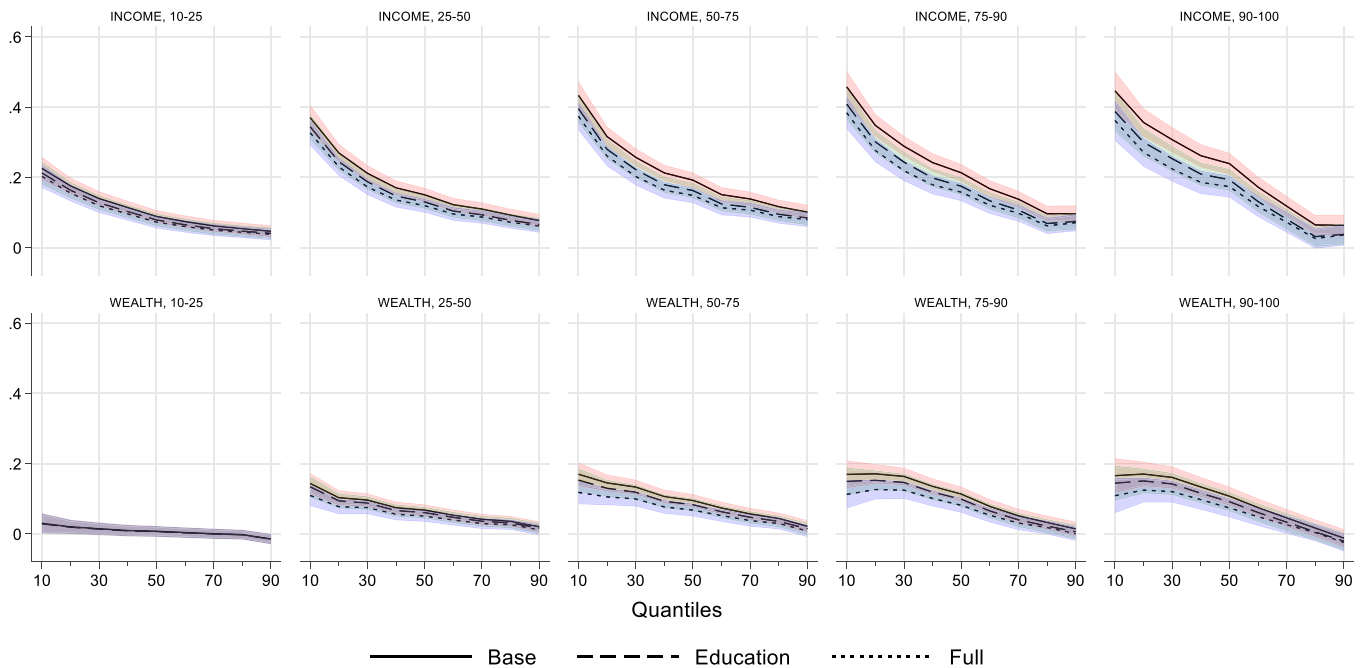 INCOME, 10-25 INCOME, 25-50 INCOME, 50-75 INCOME, 75-90 INCOME, 90-100
.6
.4
.2
0
WEALTH, 10-25 WEALTH, 25-50 WEALTH, 50-75 WEALTH, 75-90 WEALTH, 90-100
.6
.4
.2
0
10 30 50 70 90 10 30 50 70 90 10 30 50 70 90 10 30 50 70 90 10 30 50 70 90
Quantiles
Base Education Full